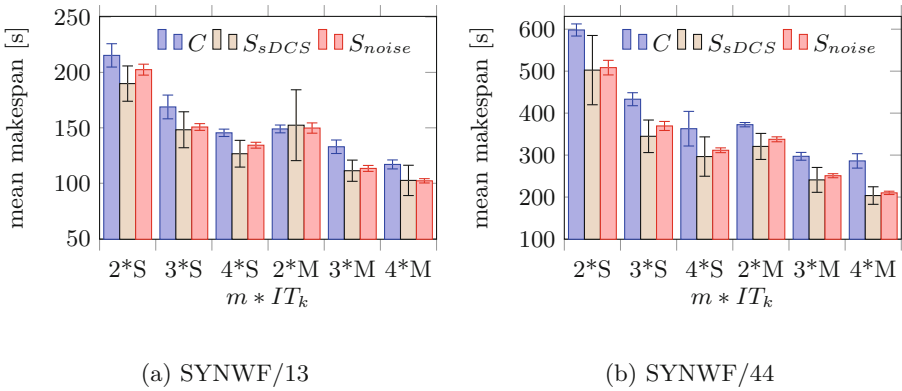 250
200
150
100
50
mean makespan [s]
C S_sDCS S_noise
2*S 3*S 4*S 2*M 3*M 4*M
m * IT_k
(a) SYNWF/13
600
500
400
300
200
100
mean makespan [s]
C S_sDCS S_noise
2*S 3*S 4*S 2*M 3*M 4*M
m * IT_k
(b) SYNWF/44